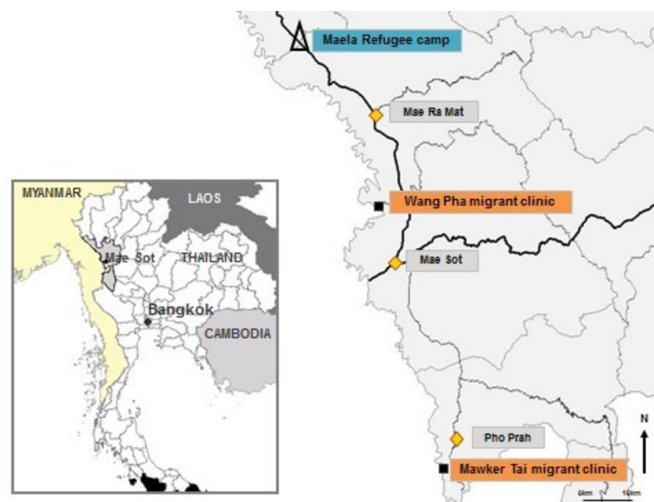 Maela Refugee camp
Mae Ra Mat
Wang Pha migrant clinic
Mae Sot
Pho Prah
Mawker Tai migrant clinic
N
MYANMAR
LAOS
Mae Sot
THAILAND
Bangkok
CAMBODIA